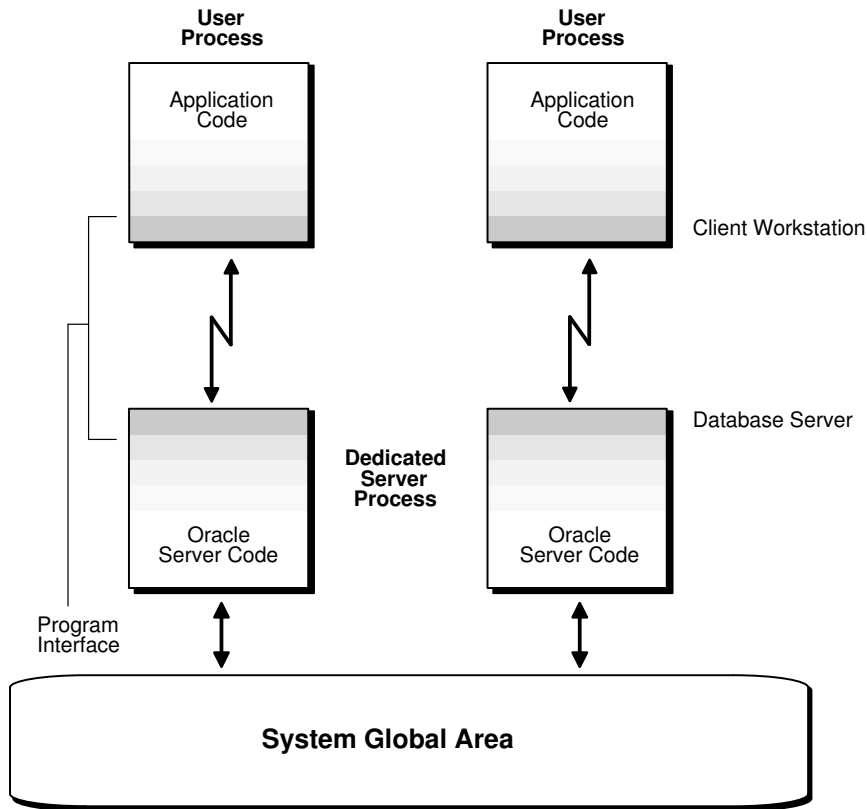 User
Process
User
Process
Application
Code
Application
Code
Client Workstation
Database Server
Dedicated
Server
Process
Oracle
Server Code
Oracle
Server Code
Program
Interface
System Global Area